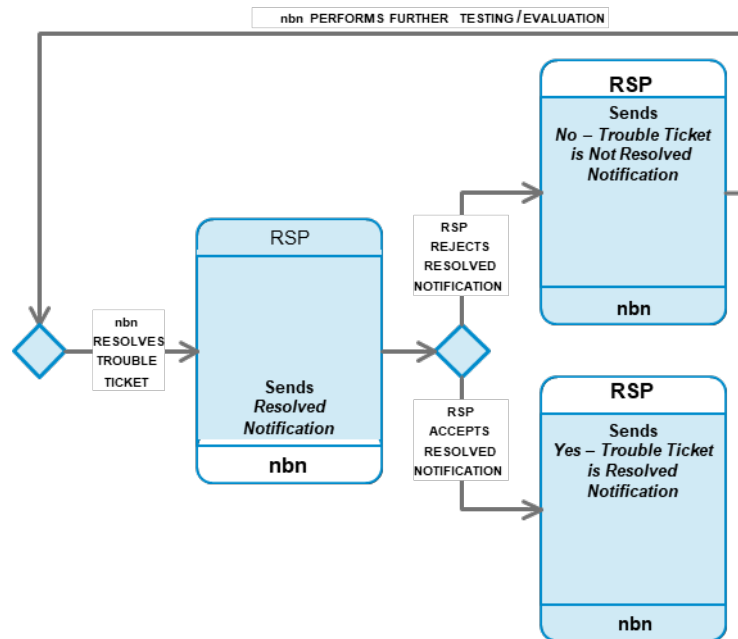 nbn PERFORMS FURTHER TESTING/EVALUATION
RSP
Sends
No – Trouble Ticket
is Not Resolved
Notification
nbn
RSP
REJECTS
RESOLVED
NOTIFICATION
RSP
Sends
Resolved
Notification
nbn
nbn
RESOLVES
TROUBLE
TICKET
RSP
ACCEPTS
RESOLVED
NOTIFICATION
RSP
Sends
Yes – Trouble Ticket
is Resolved
Notification
nbn